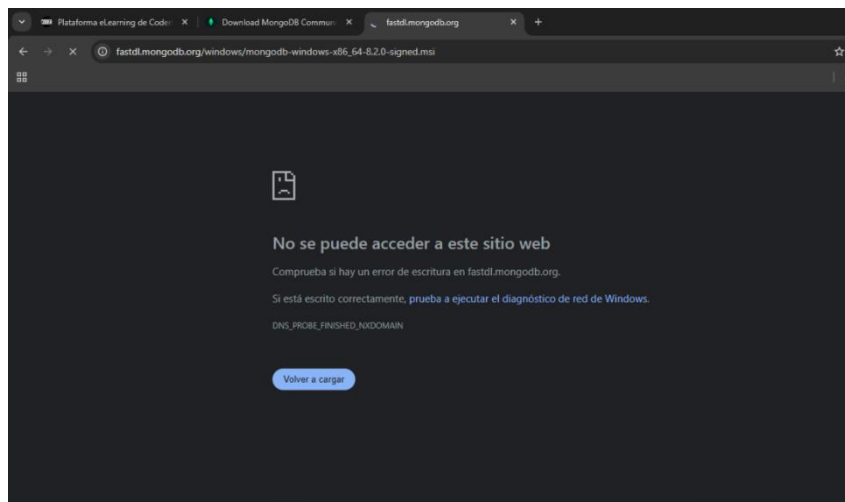 Plataforma eLearning de Coder
Download MongoDB Commun
fastdl.mongodb.org
fastdl.mongodb.org/windows/mongodb-windows-x86_64-8.2.0-signed.msi
No se puede acceder a este sitio web
Comprueba si hay un error de escritura en fastdl.mongodb.org.
Si está escrito correctamente, prueba a ejecutar el diagnóstico de red de Windows.
DNS_PROBE_FINISHED_NXDOMAIN
Volver a cargar